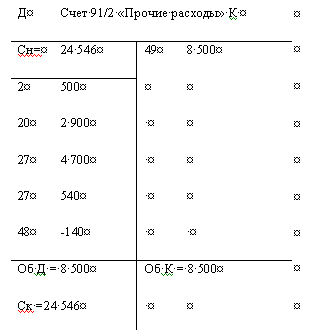 Д¤ Счет·91/2·«Прочие·расходы»·К·¤ ¤
Сн=¤ 24·546¤ 49¤ 8·500¤ ¤
2¤ 500¤ ¤ ¤ ¤
20¤ 2·900¤ ·¤ ¤ ¤
27¤ 4·700¤ ·¤ ¤ ¤
27¤ 540¤ ·¤ ¤ ¤
48¤ -140¤ ·¤ ·¤ ¤
Об.Д·=·8·500¤ Об.К·=·8·500¤ ¤
Ск·=24·546¤ ·¤ ¤ ¤